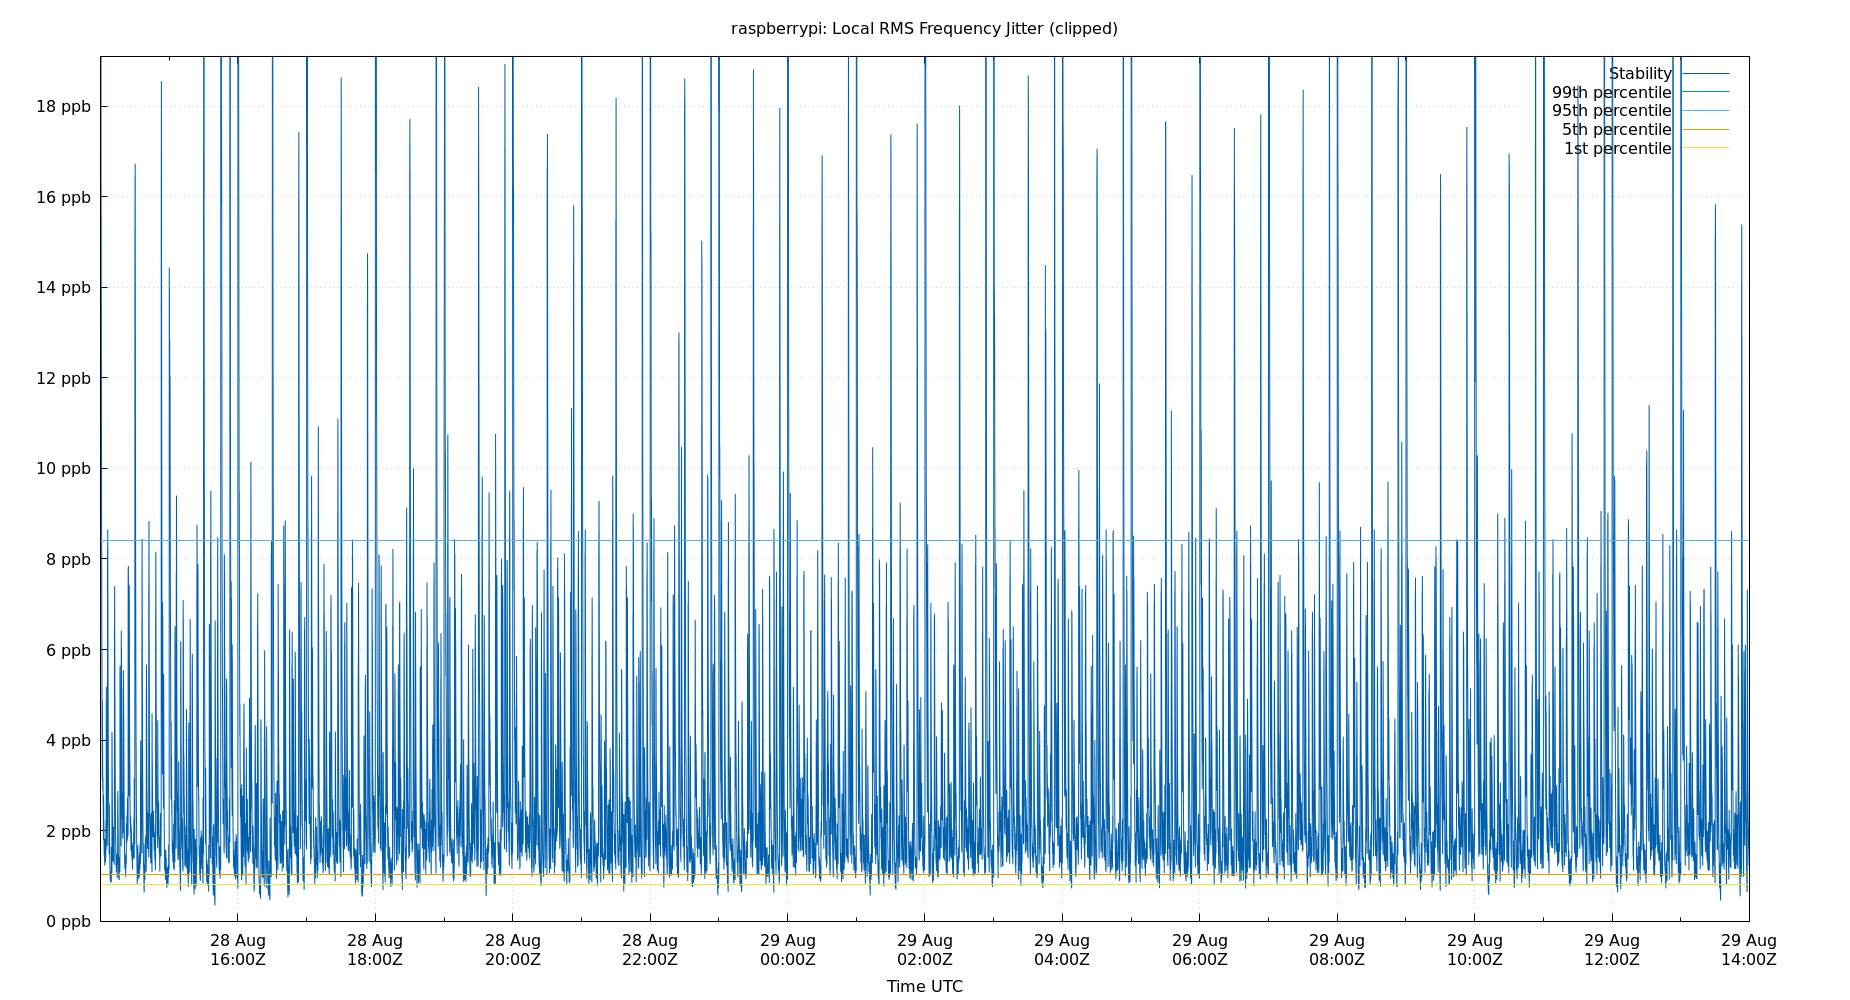 raspberrypi: Local RMS Frequency Jitter (clipped)
Stability
99th percentile
95th percentile
5th percentile
1st percentile
18 ppb
16 ppb
14 ppb
12 ppb
10 ppb
8 ppb
6 ppb
4 ppb
2 ppb
0 ppb
28 Aug 28 Aug 28 Aug 28 Aug 29 Aug 29 Aug 29 Aug 29 Aug 29 Aug 29 Aug 29 Aug 29 Aug
16:00Z 18:00Z 20:00Z 22:00Z 00:00Z 02:00Z 04:00Z 06:00Z 08:00Z 10:00Z 12:00Z 14:00Z
Time UTC